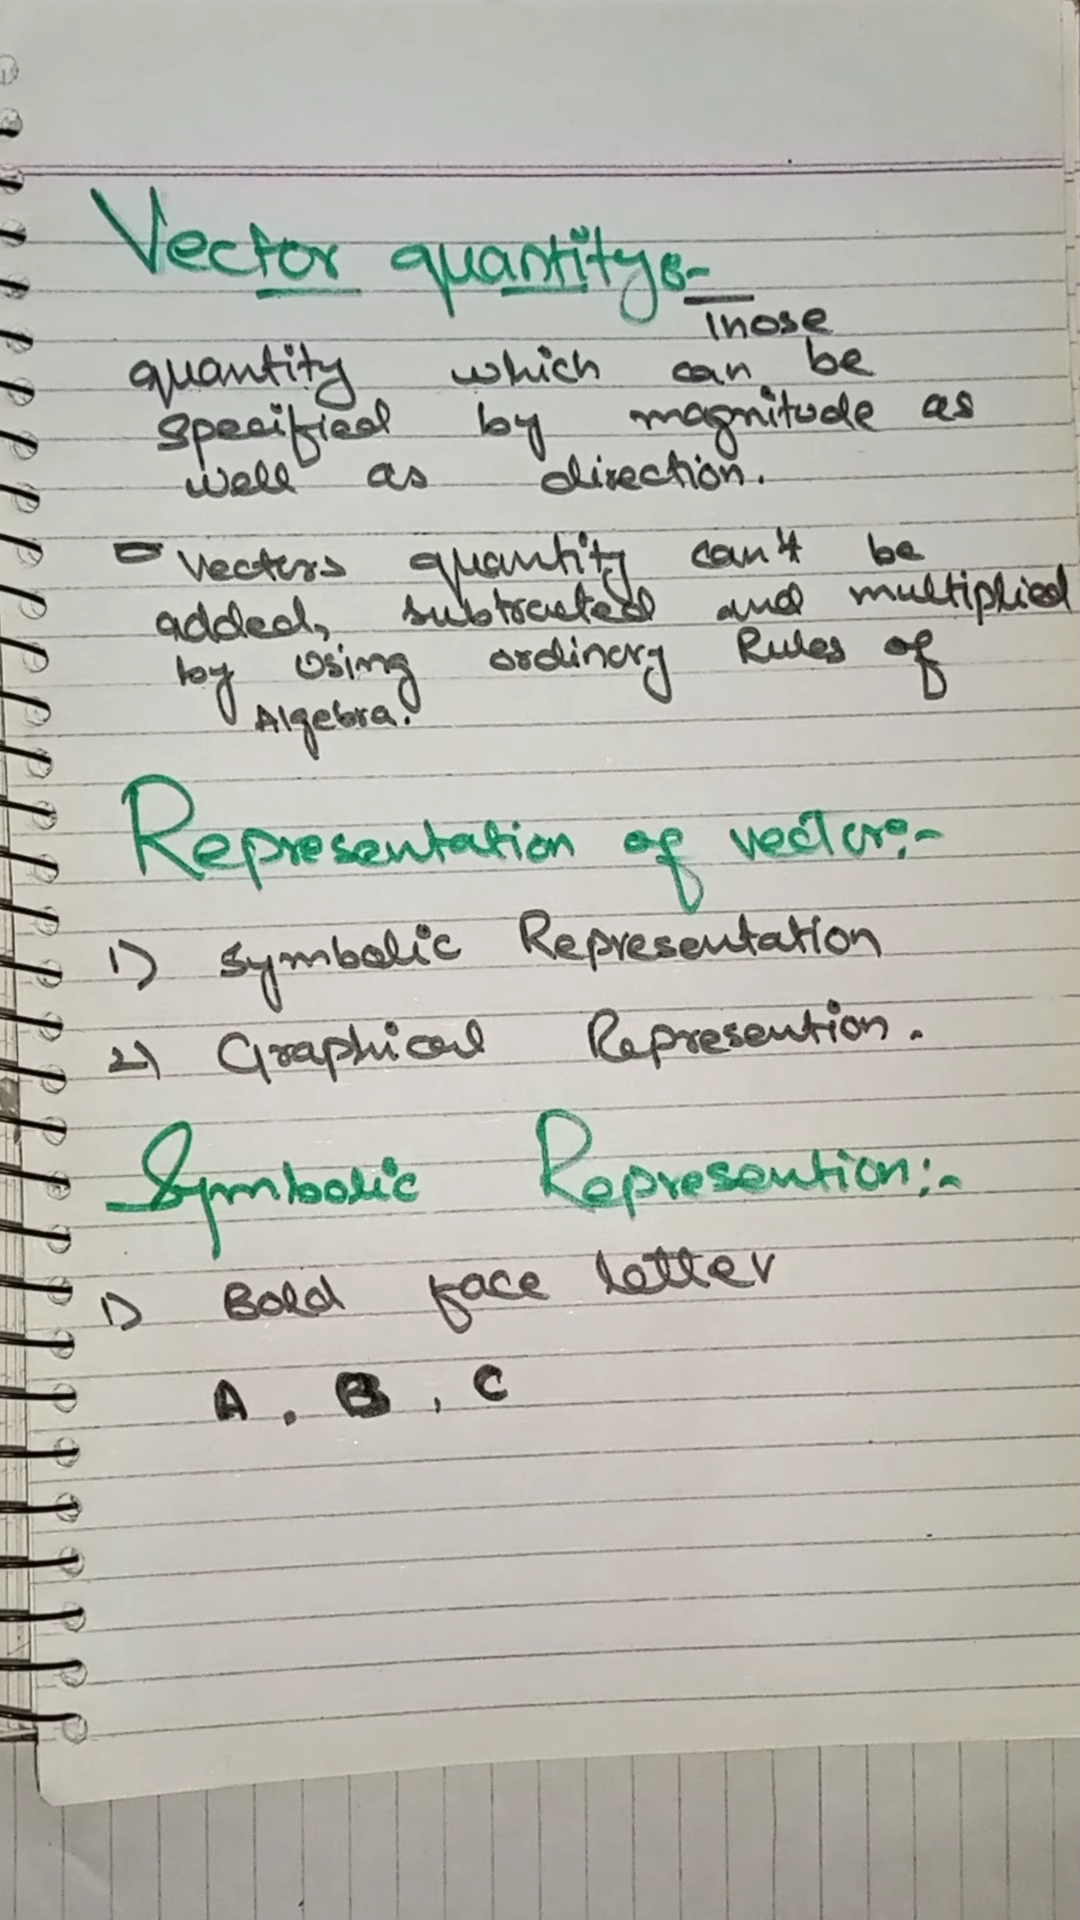 Vector quantity:-
Those
quantity which can be
specified by magnitude as
well as direction.
- Vectors quantity can't be
added, subtracted and multiplied
by using ordinary Rules of
Algebra.
Representation of vector:-
1) Symbolic Representation
2) Graphical Represention.
Symbolic Represention:-
1) Bold face letter
A, B, C